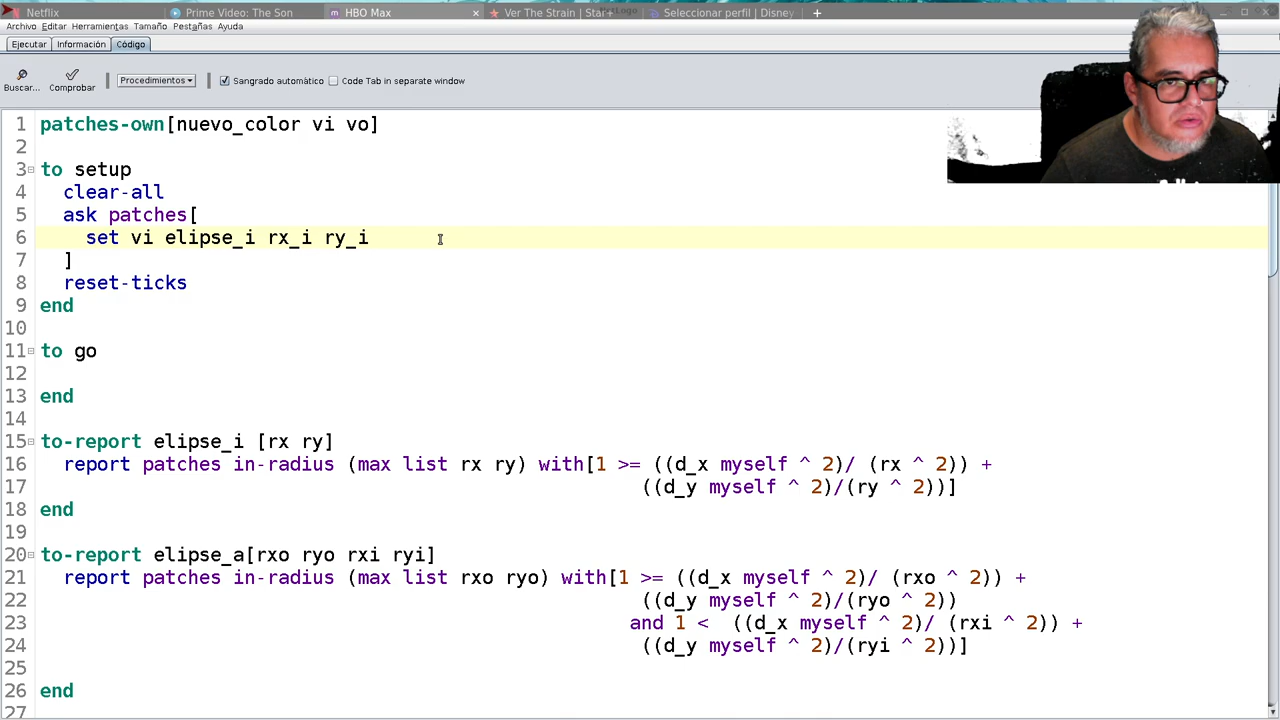 Netflix Prime Video: The Son HBO Max × Ver The Strain | Star+ Seleccionar perfil | Disney +
Archivo Editar Herramientas Tamaño Pestañas Ayuda
Ejecutar Información Código
Buscar... Comprobar Procedimientos Sangrado automático Code Tab in separate window
1 patches-own[nuevo_color vi vo]
2
3 to setup
4 clear-all
5 ask patches[
6 set vi elipse_i rx_i ry_i
7 ]
8 reset-ticks
9 end
10
11 to go
12
13 end
14
15 to-report elipse_i [rx ry]
16 report patches in-radius (max list rx ry) with[1 >= ((d_x myself ^ 2)/ (rx ^ 2)) +
17 ((d_y myself ^ 2)/(ry ^ 2))]
18 end
19
20 to-report elipse_a[rxo ryo rxi ryi]
21 report patches in-radius (max list rxo ryo) with[1 >= ((d_x myself ^ 2)/ (rxo ^ 2)) +
22 ((d_y myself ^ 2)/(ryo ^ 2))
23 and 1 < ((d_x myself ^ 2)/ (rxi ^ 2)) +
24 ((d_y myself ^ 2)/(ryi ^ 2))]
25
26 end
27